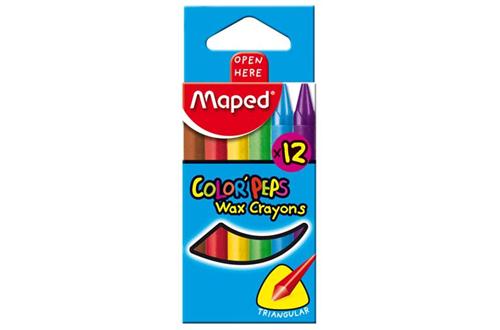 OPEN
HERE
Maped®
x12
COLOR'PEPS
Wax Crayons
TRIANGULAR